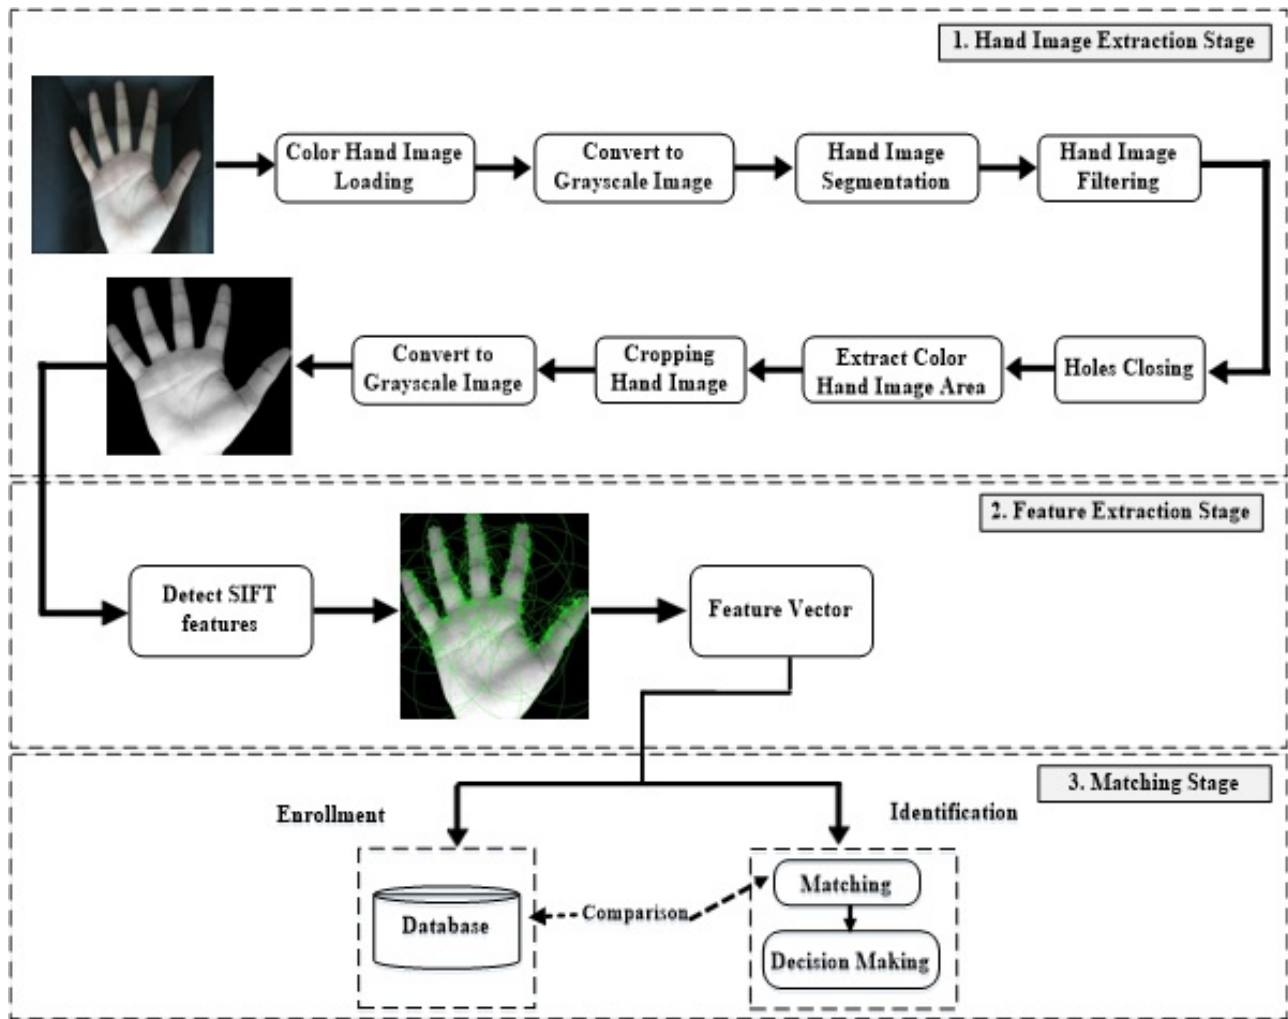 1. Hand Image Extraction Stage
Color Hand Image
Loading
Convert to
Grayscale Image
Hand Image
Segmentation
Hand Image
Filtering
Holes Closing
Extract Color
Hand Image Area
Cropping
Hand Image
Convert to
Grayscale Image
2. Feature Extraction Stage
Detect SIFT
features
Feature Vector
3. Matching Stage
Enrollment
Identification
Database
Comparison
Matching
Decision Making